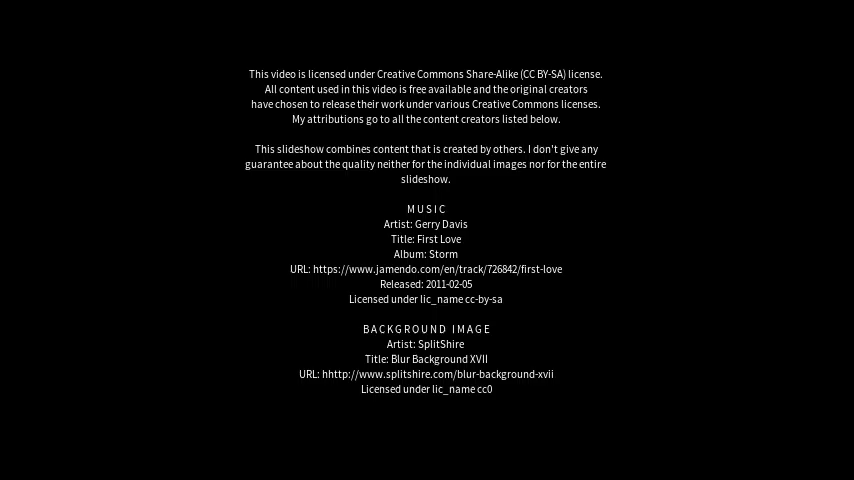 This video is licensed under Creative Commons Share-Alike (CC BY-SA) license.
All content used in this video is free available and the original creators
have chosen to release their work under various Creative Commons licenses.
My attributions go to all the content creators listed below.
This slideshow combines content that is created by others. I don't give any
guarantee about the quality neither for the individual images nor for the entire
slideshow.
MUSIC
Artist: Gerry Davis
Title: First Love
Album: Storm
URL: https://www.jamendo.com/en/track/726842/first-love
Released: 2011-02-05
Licensed under lic_name cc-by-sa
BACKGROUND IMAGE
Artist: SplitShire
Title: Blur Background XVII
URL: hhttp://www.splitshire.com/blur-background-xvii
Licensed under lic_name cc0